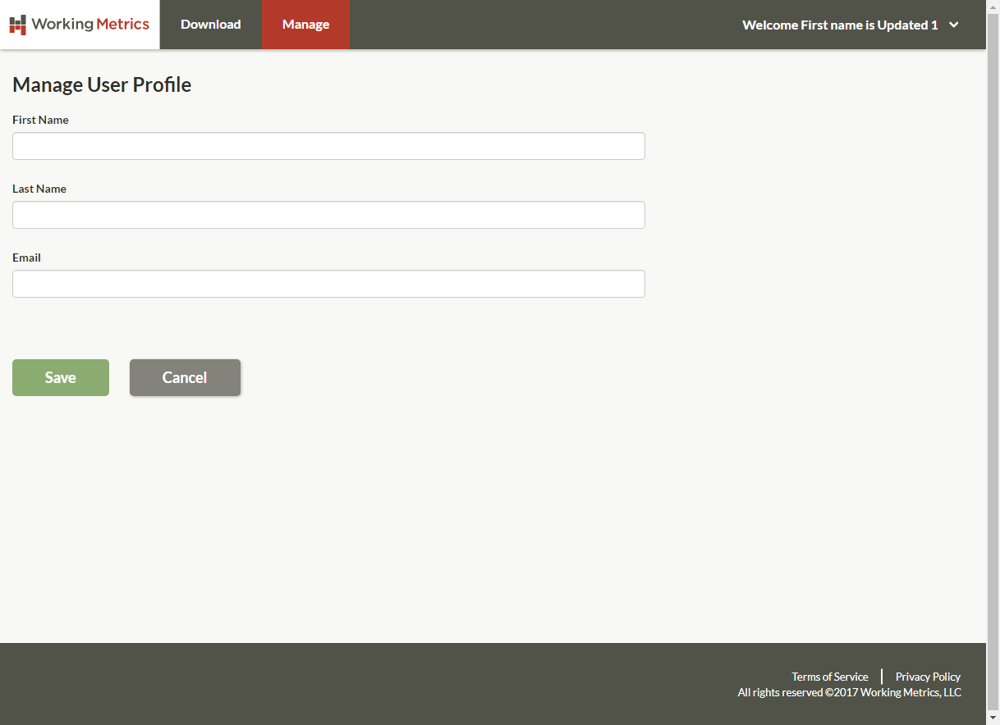 Working Metrics Download Manage Welcome First name is Updated 1
Manage User Profile
First Name
Last Name
Email
Save Cancel
Terms of Service Privacy Policy
All rights reserved ©2017 Working Metrics, LLC